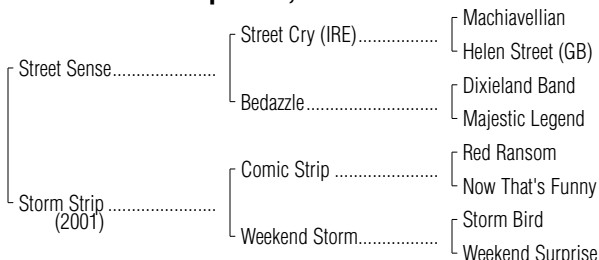 Machiavellian
Street Cry (IRE)..................
Helen Street (GB)
Street Sense.......................
Dixieland Band
Bedazzle.............................
Majestic Legend
Red Ransom
Comic Strip .......................
Now That's Funny
Storm Strip ........................
(2001)
Storm Bird
Weekend Storm..................
Weekend Surprise